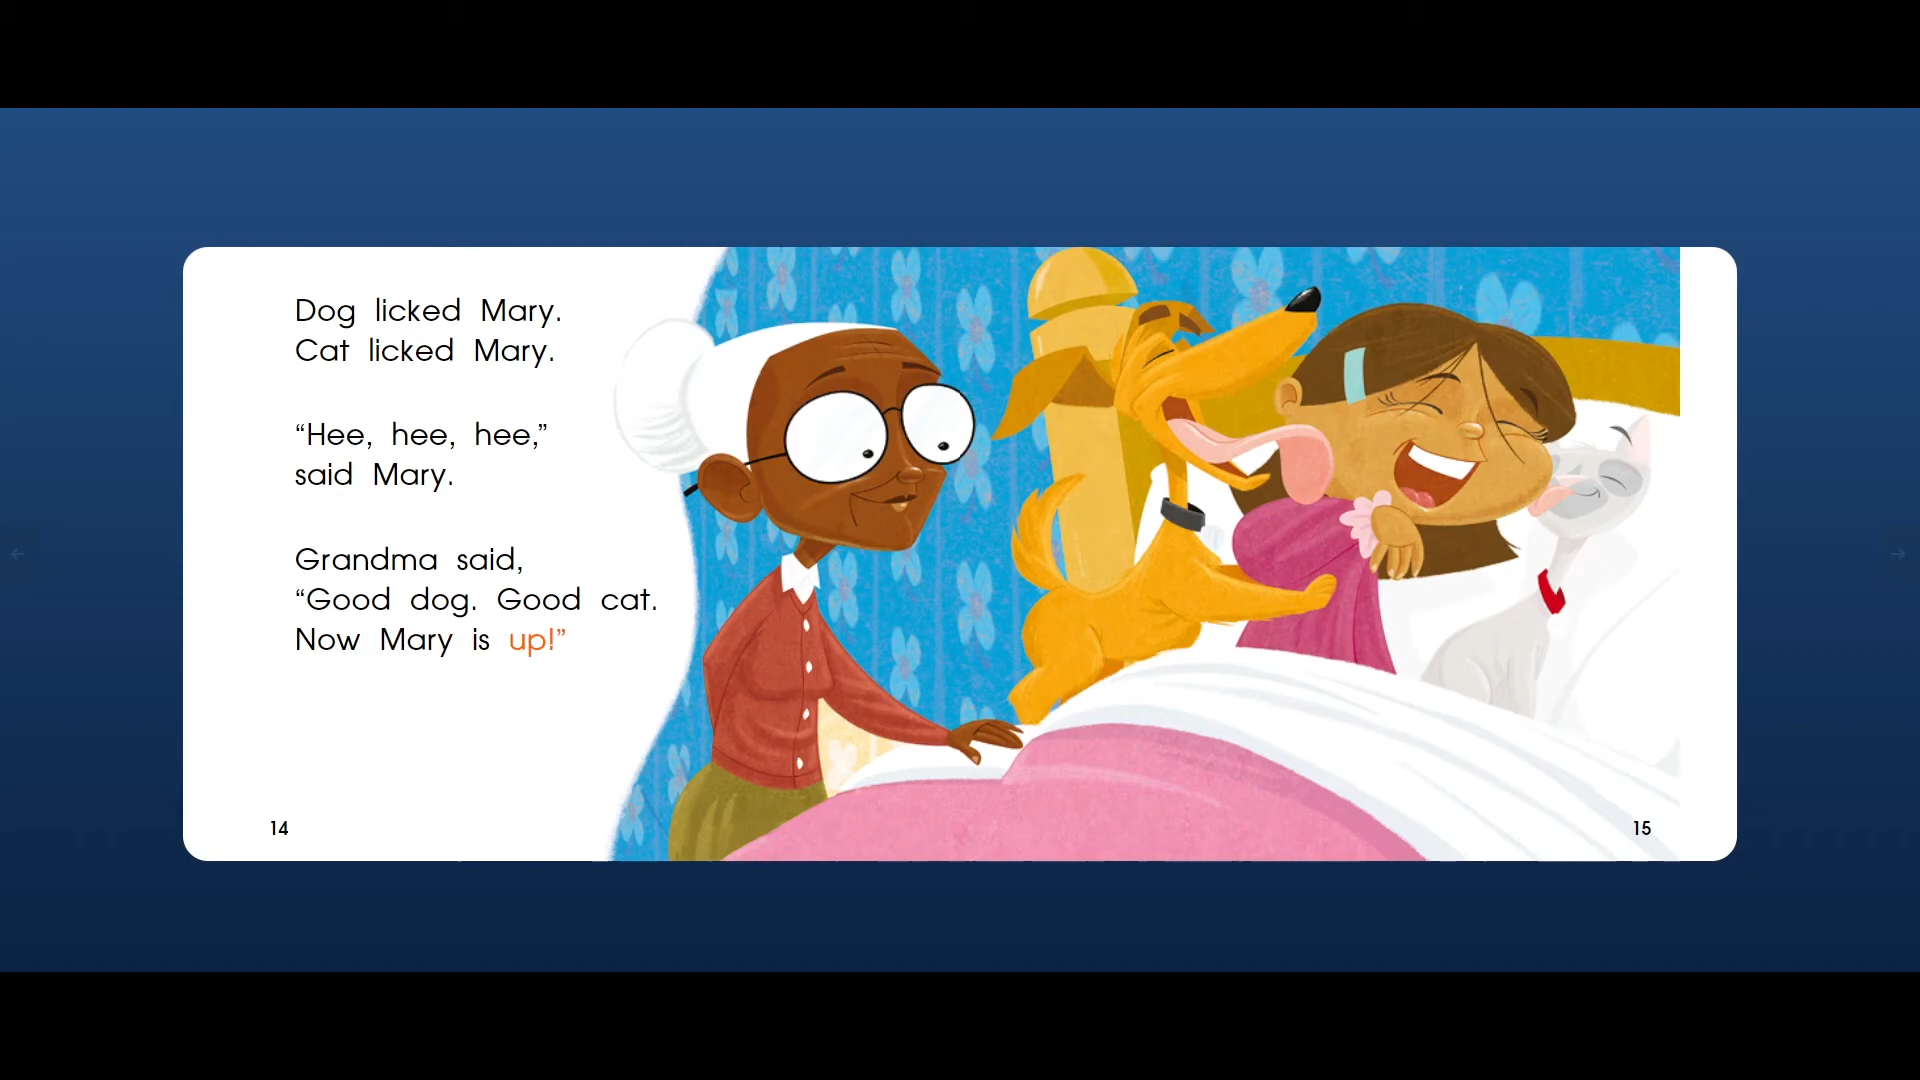 Dog licked Mary.
Cat licked Mary.
“Hee, hee, hee,”
said Mary.
Grandma said,
“Good dog. Good cat.
Now Mary is up!”
14
15